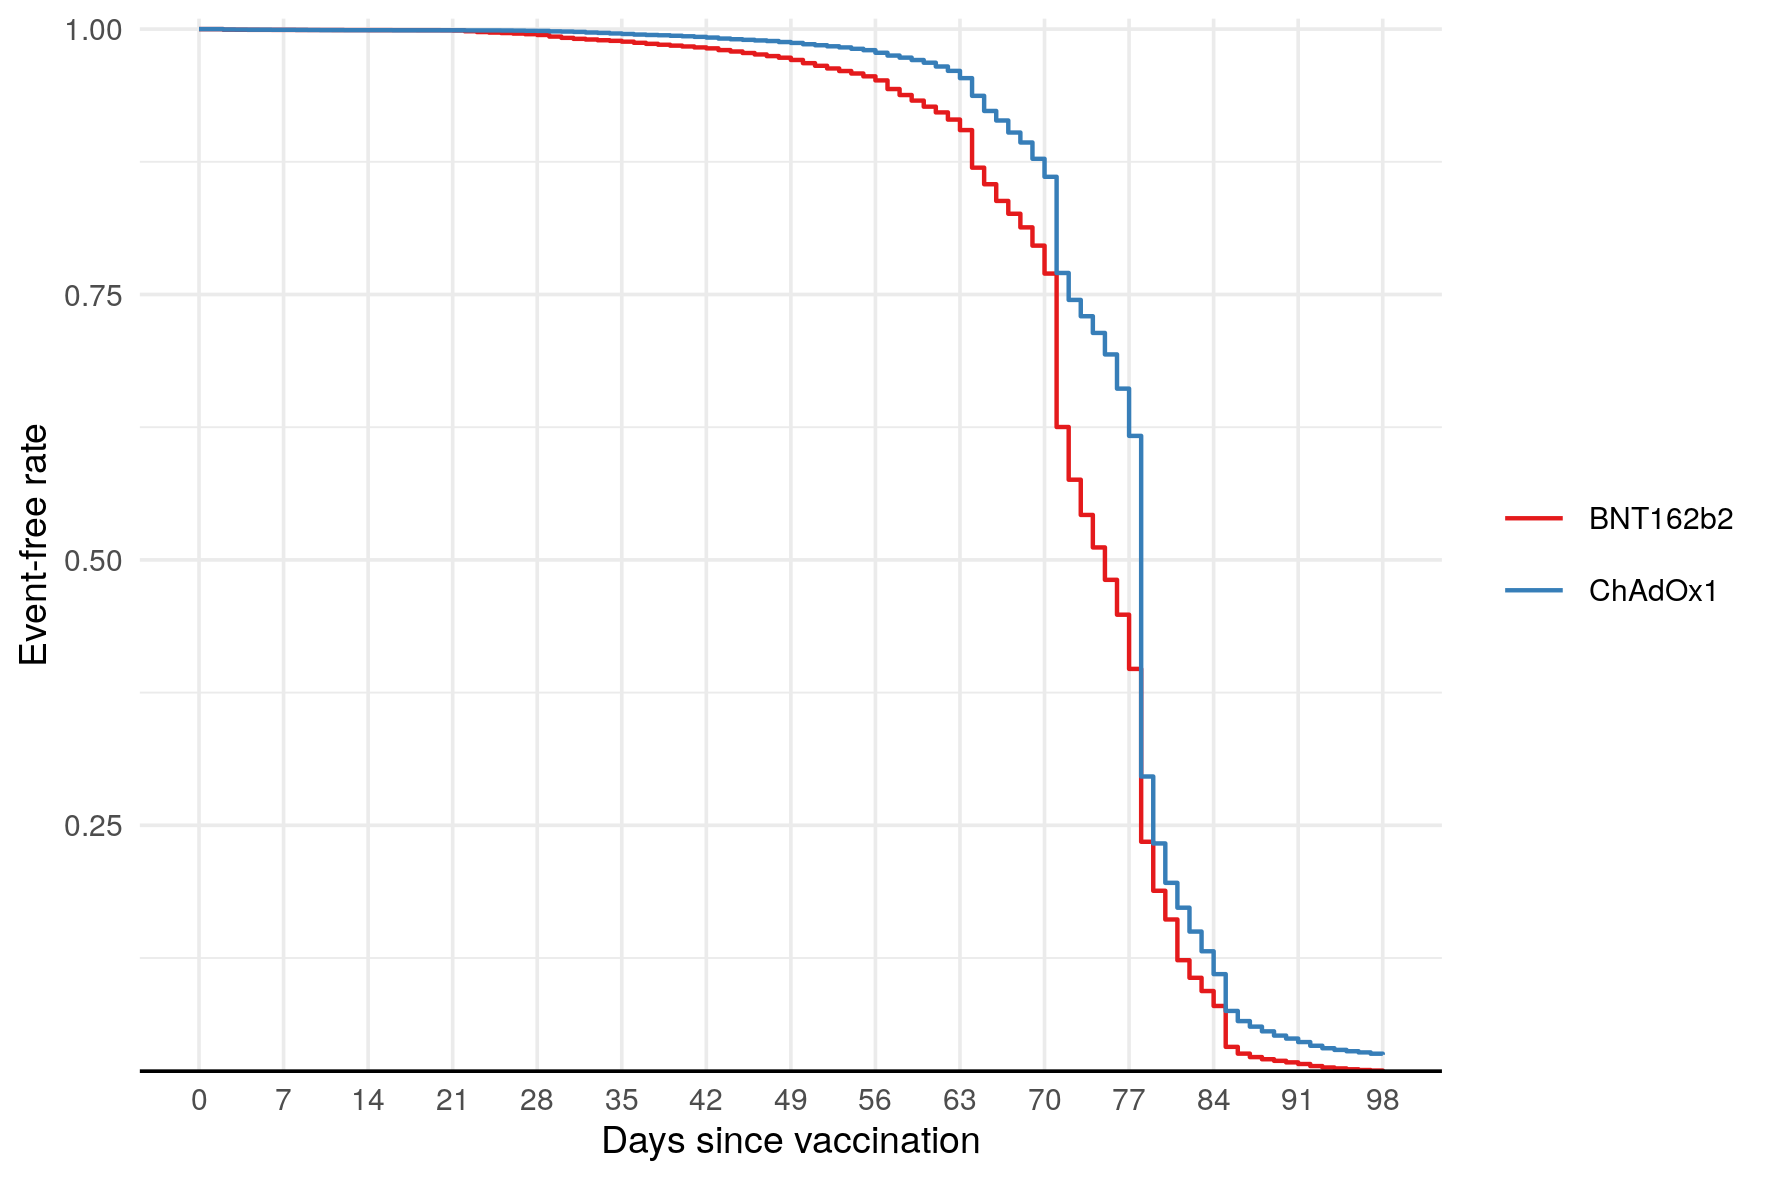 1.00
0.75
0.50
0.25
Event-free rate
0 7 14 21 28 35 42 49 56 63 70 77 84 91 98
Days since vaccination
BNT162b2
ChAdOx1